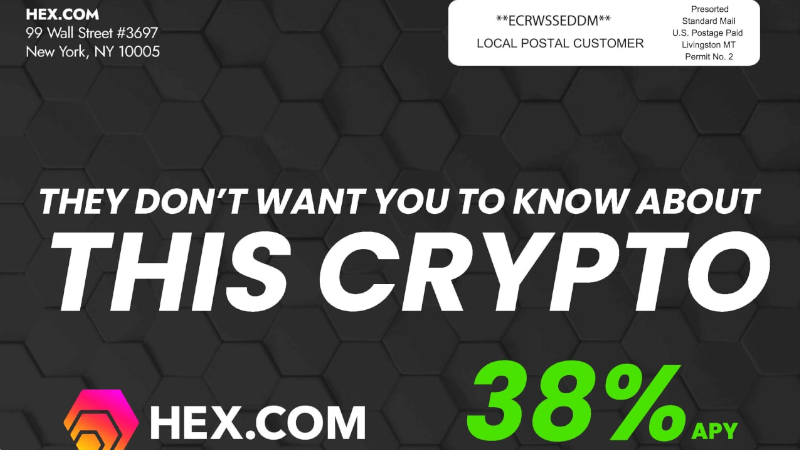 HEX.COM
99 Wall Street #3697
New York, NY 10005
**ECRWSSEDDM**
LOCAL POSTAL CUSTOMER
Presorted
Standard Mail
U.S. Postage Paid
Livingston MT
Permit No. 2
THEY DON’T WANT YOU TO KNOW ABOUT
THIS CRYPTO
HEX.COM
38% APY